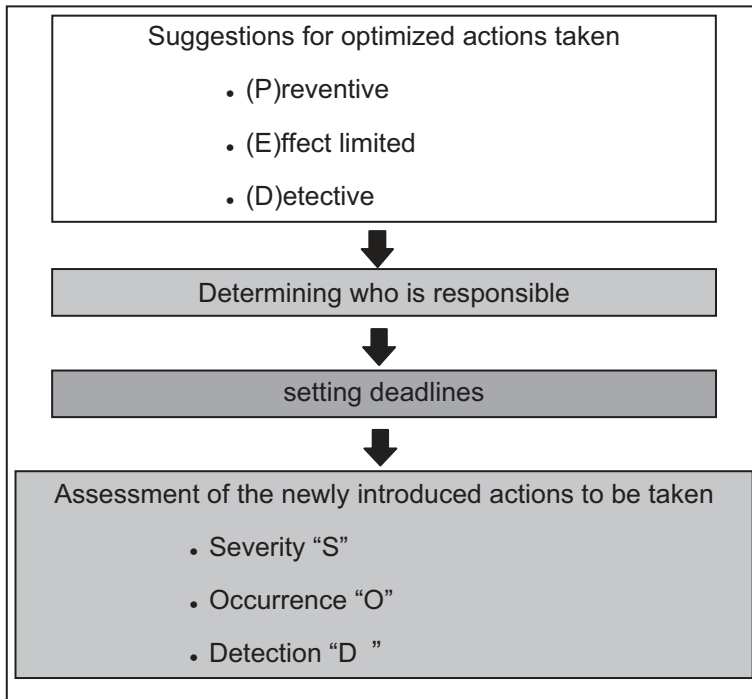 Suggestions for optimized actions taken
• (P)reventive
• (E)ffect limited
• (D)etective
Determining who is responsible
setting deadlines
Assessment of the newly introduced actions to be taken
• Severity “S”
• Occurrence “O”
• Detection “D ”